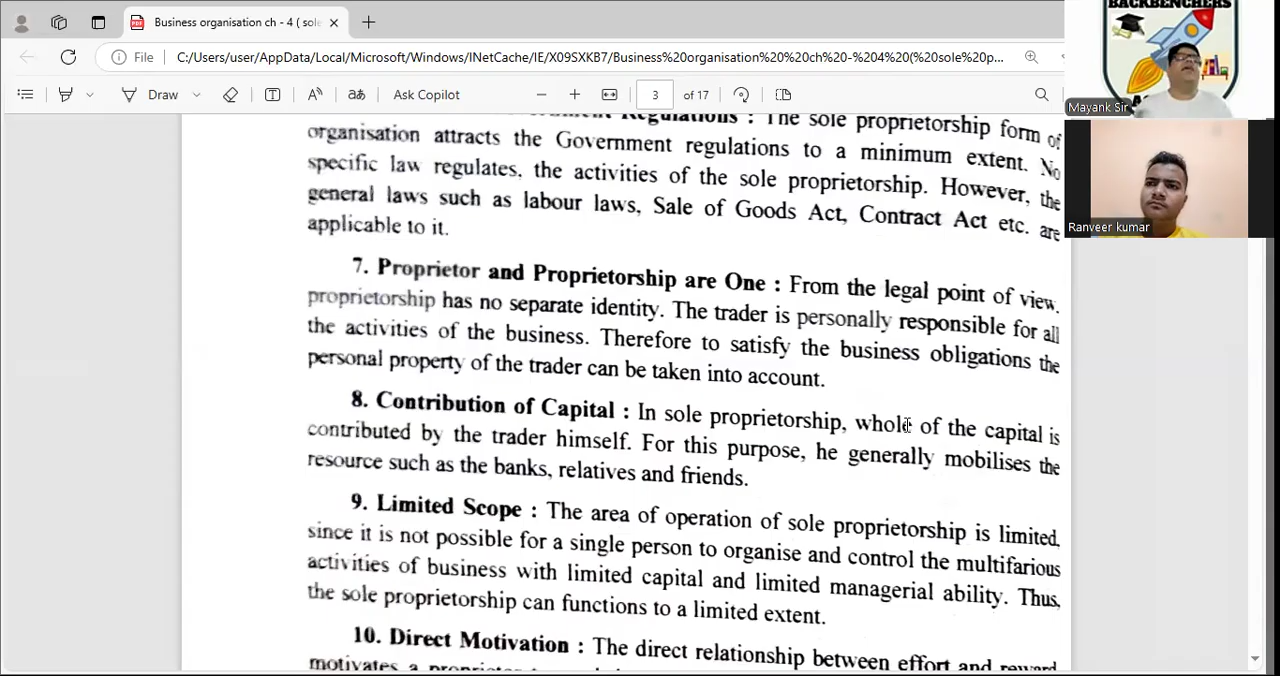 BACKBENCHERS
Business organisation ch - 4 ( sole
File
C:/Users/user/AppData/Local/Microsoft/Windows/INetCache/IE/X09SXKB7/Business%20organisation%20%20ch%20-%204%20(%20sole%20p...
Draw
Ask Copilot
3 of 17
Mayank Sir
Ranveer kumar
Regulations : The sole proprietorship form of
organisation attracts the Government regulations to a minimum extent. No
specific law regulates, the activities of the sole proprietorship. However, the
general laws such as labour laws, Sale of Goods Act, Contract Act etc. are
applicable to it.
7. Proprietor and Proprietorship are One : From the legal point of view,
proprietorship has no separate identity. The trader is personally responsible for all
the activities of the business. Therefore to satisfy the business obligations the
personal property of the trader can be taken into account.
8. Contribution of Capital : In sole proprietorship, whole of the capital is
contributed by the trader himself. For this purpose, he generally mobilises the
resource such as the banks, relatives and friends.
9. Limited Scope : The area of operation of sole proprietorship is limited,
since it is not possible for a single person to organise and control the multifarious
activities of business with limited capital and limited managerial ability. Thus,
the sole proprietorship can functions to a limited extent.
10. Direct Motivation : The direct relationship between effort and reward
motivates a